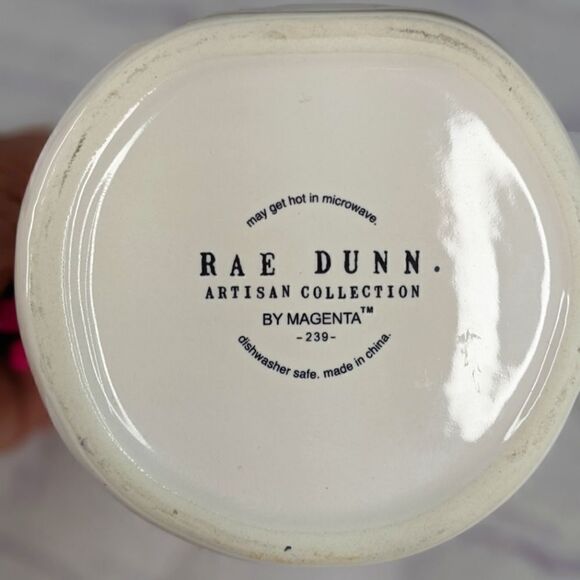 may get hot in microwave.
RAE DUNN.
ARTISAN COLLECTION
BY MAGENTA™
-239-
dishwasher safe. made in china.